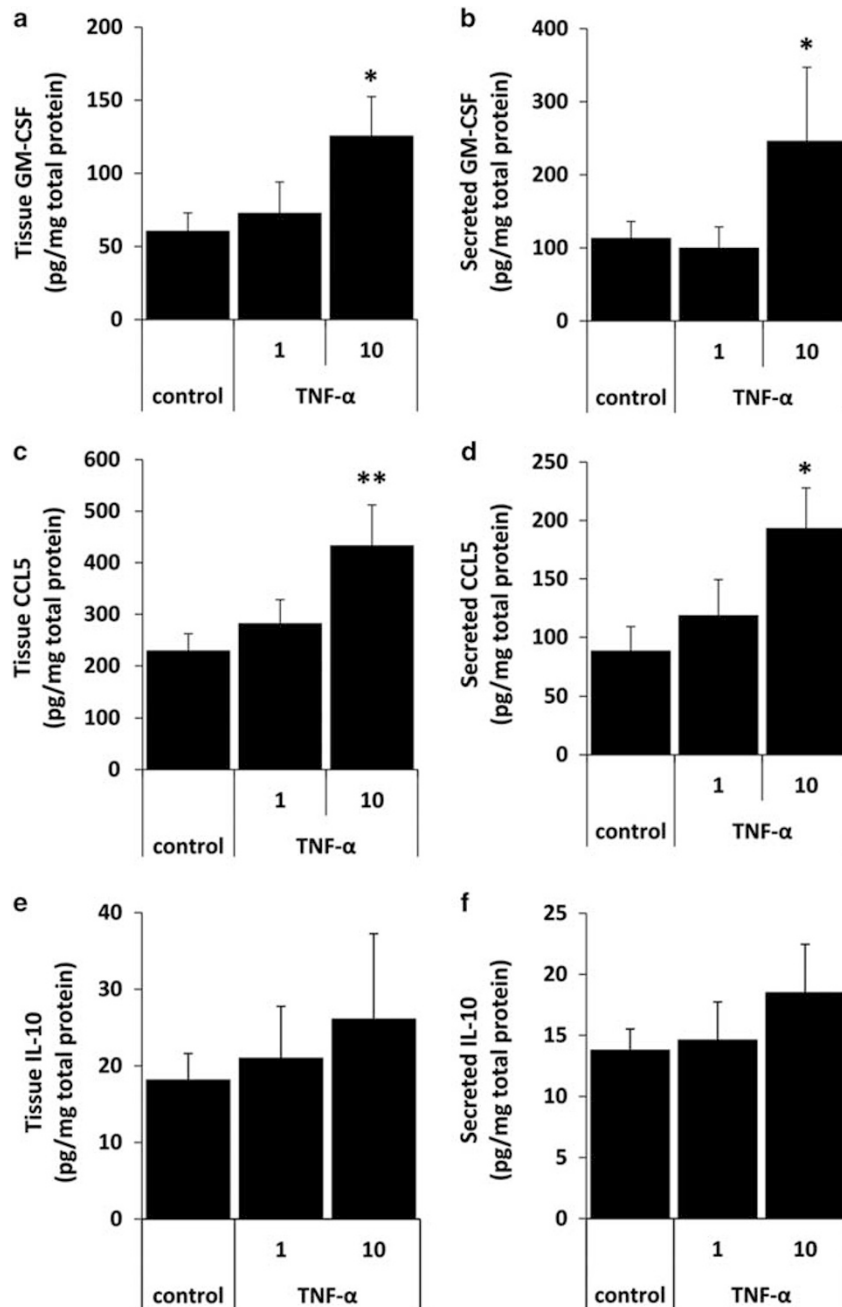 a
Tissue GM-CSF
(pg/mg total protein)
200
150
100
50
0
*
1
10
control
TNF-α
b
Secreted GM-CSF
(pg/mg total protein)
400
300
200
100
0
*
1
10
control
TNF-α
c
Tissue CCL5
(pg/mg total protein)
600
500
400
300
200
100
0
**
1
10
control
TNF-α
d
Secreted CCL5
(pg/mg total protein)
250
200
150
100
50
0
*
1
10
control
TNF-α
e
Tissue IL-10
(pg/mg total protein)
40
30
20
10
0
1
10
control
TNF-α
f
Secreted IL-10
(pg/mg total protein)
25
20
15
10
5
0
1
10
control
TNF-α